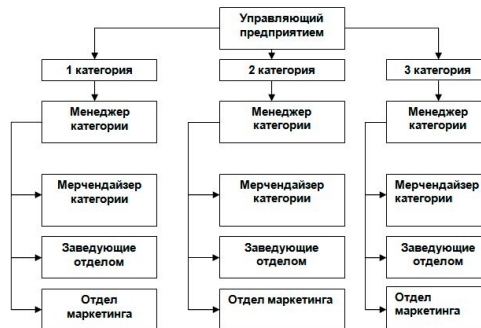 Управляющий
предприятием
1 категория
2 категория
3 категория
Менеджер
категории
Менеджер
категории
Менеджер
категории
Мерчендайзер
категории
Мерчендайзер
категории
Мерчендайзер
категории
Заведующие
отделом
Заведующие
отделом
Заведующие
отделом
Отдел
маркетинга
Отдел маркетинга
Отдел
маркетинга